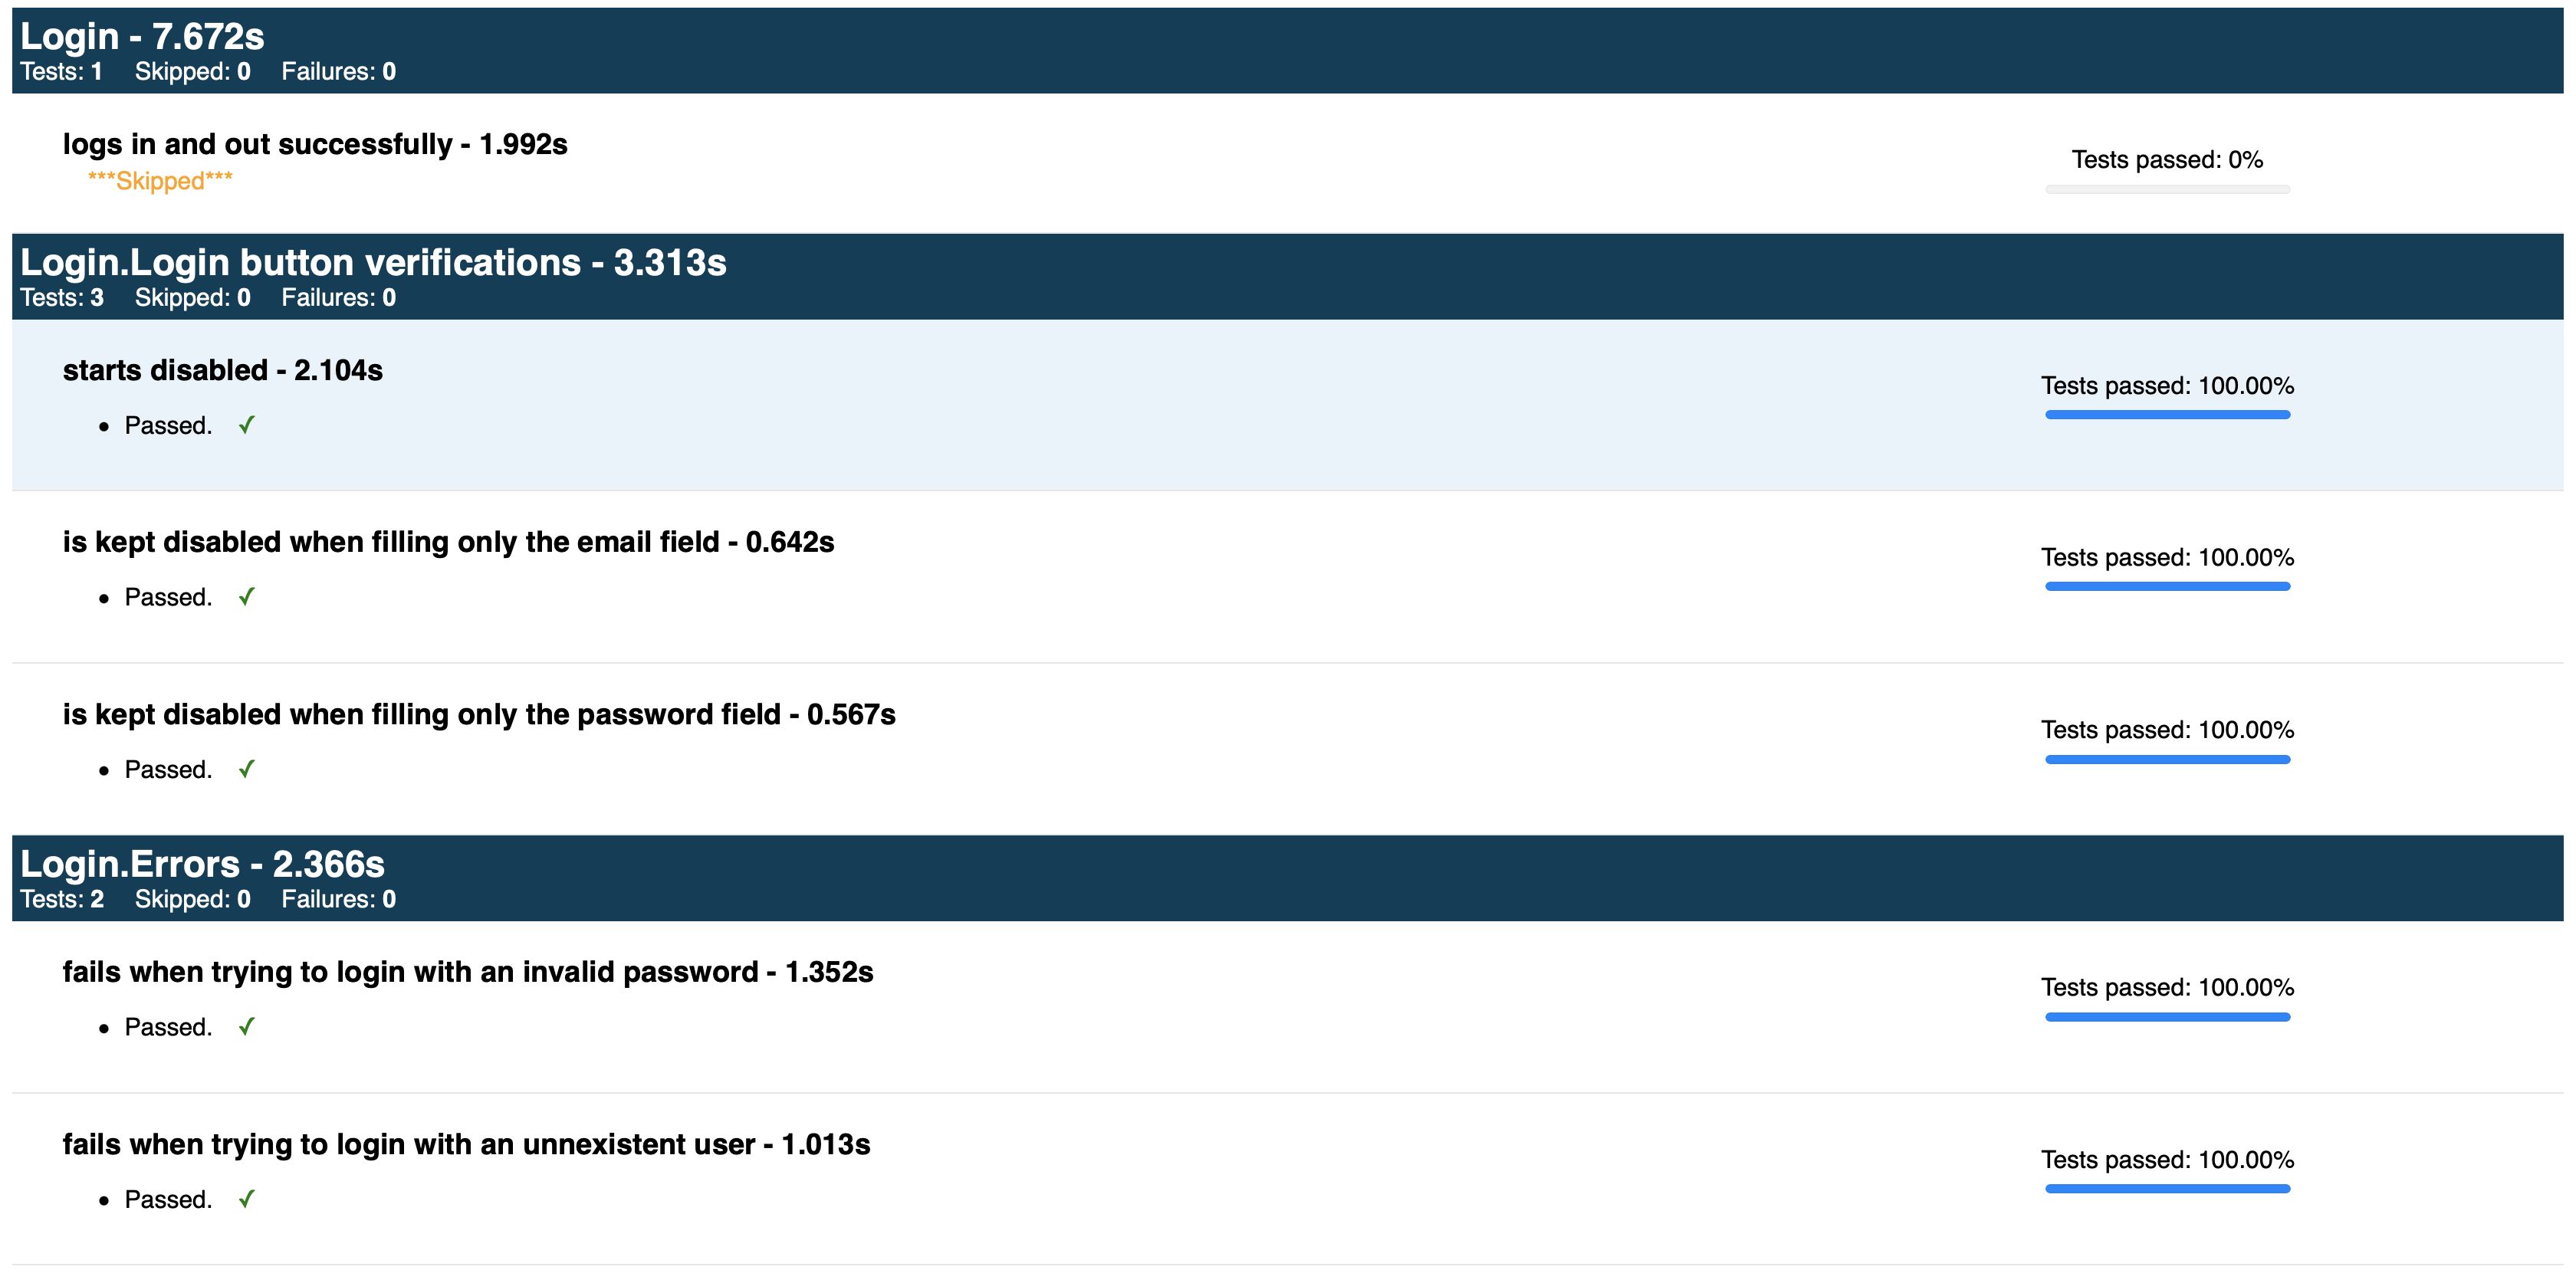 Login - 7.672s
Tests: 1 Skipped: 0 Failures: 0
logs in and out successfully - 1.992s
***Skipped***
Tests passed: 0%
Login.Login button verifications - 3.313s
Tests: 3 Skipped: 0 Failures: 0
starts disabled - 2.104s
Tests passed: 100.00%
• Passed. ✓
is kept disabled when filling only the email field - 0.642s
Tests passed: 100.00%
• Passed. ✓
is kept disabled when filling only the password field - 0.567s
Tests passed: 100.00%
• Passed. ✓
Login.Errors - 2.366s
Tests: 2 Skipped: 0 Failures: 0
fails when trying to login with an invalid password - 1.352s
Tests passed: 100.00%
• Passed. ✓
fails when trying to login with an unnexistent user - 1.013s
Tests passed: 100.00%
• Passed. ✓